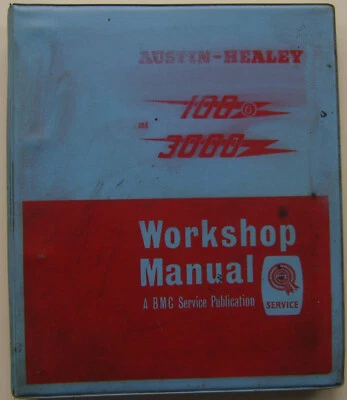 AUSTIN-HEALEY
100 6
and
3000
Workshop
Manual
A BMC Service Publication
SERVICE